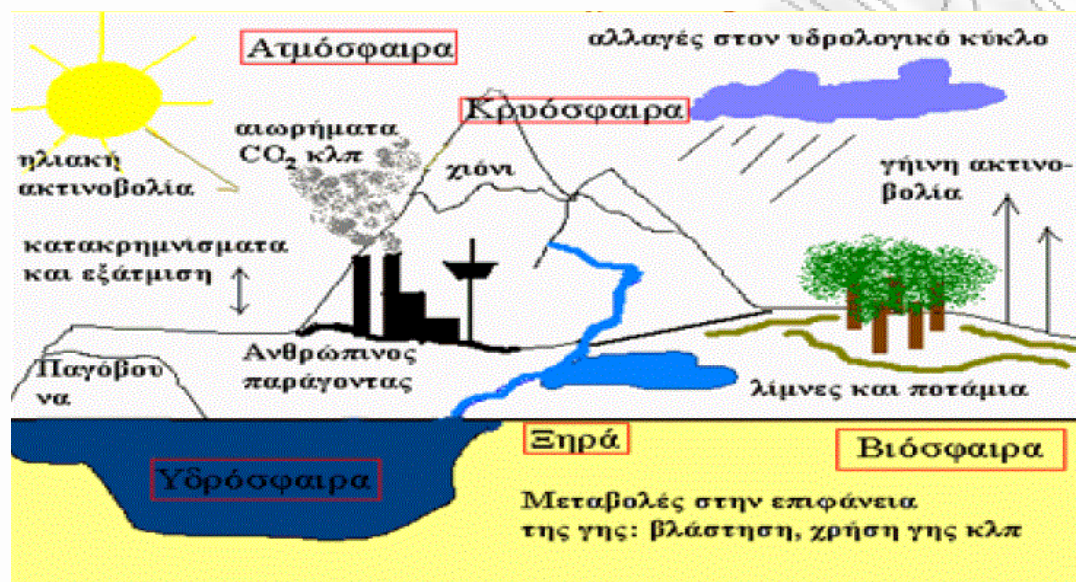 Ατμόσφαιρα
αλλαγές στον υδρολογικό κύκλο
Κρυόσφαιρα
αιωρήματα
CO₂ κλπ
ηλιακή
ακτινοβολία
χιόνι
γήινη ακτινο-
βολία
κατακρημνίσματα
και εξάτμιση
Παγόβου
να
Ανθρώπινος
παράγοντας
λίμνες και ποτάμια
Ξηρά
Βιόσφαιρα
Υδρόσφαιρα
Μεταβολές στην επιφάνεια
της γης: βλάστηση, χρήση γης κλπ